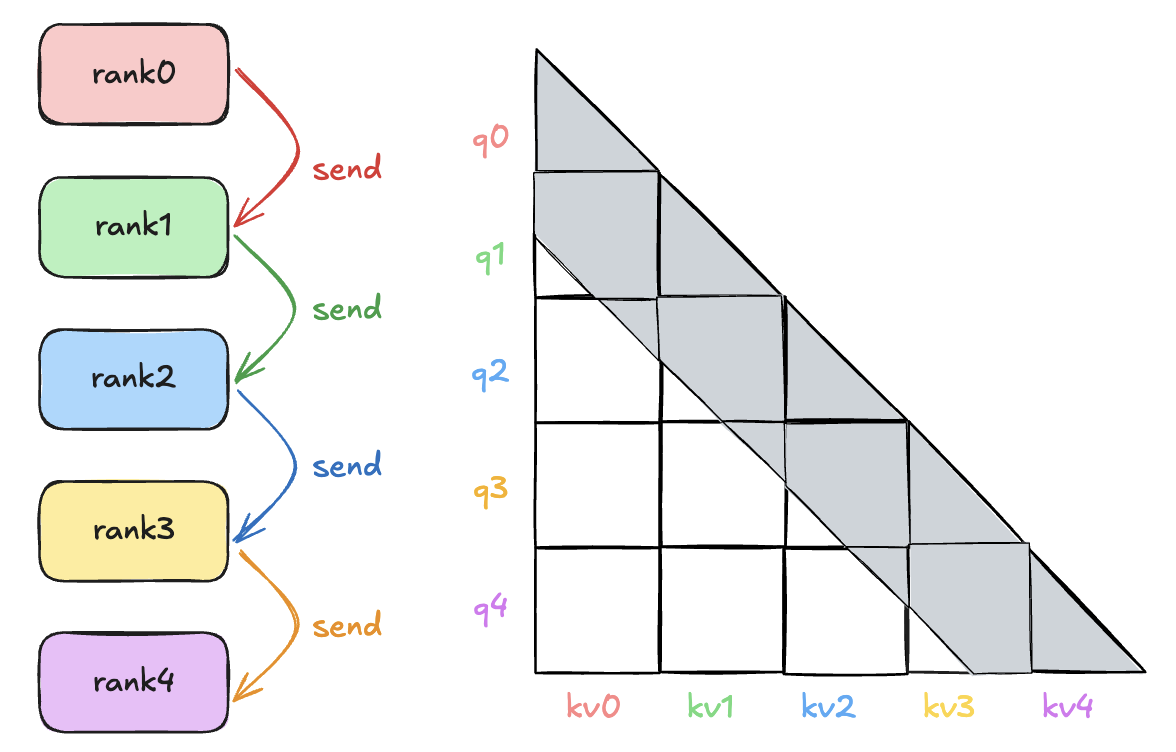 rank0
send
rank1
send
rank2
send
rank3
send
rank4
q0
q1
q2
q3
q4
kv0 kv1 kv2 kv3 kv4